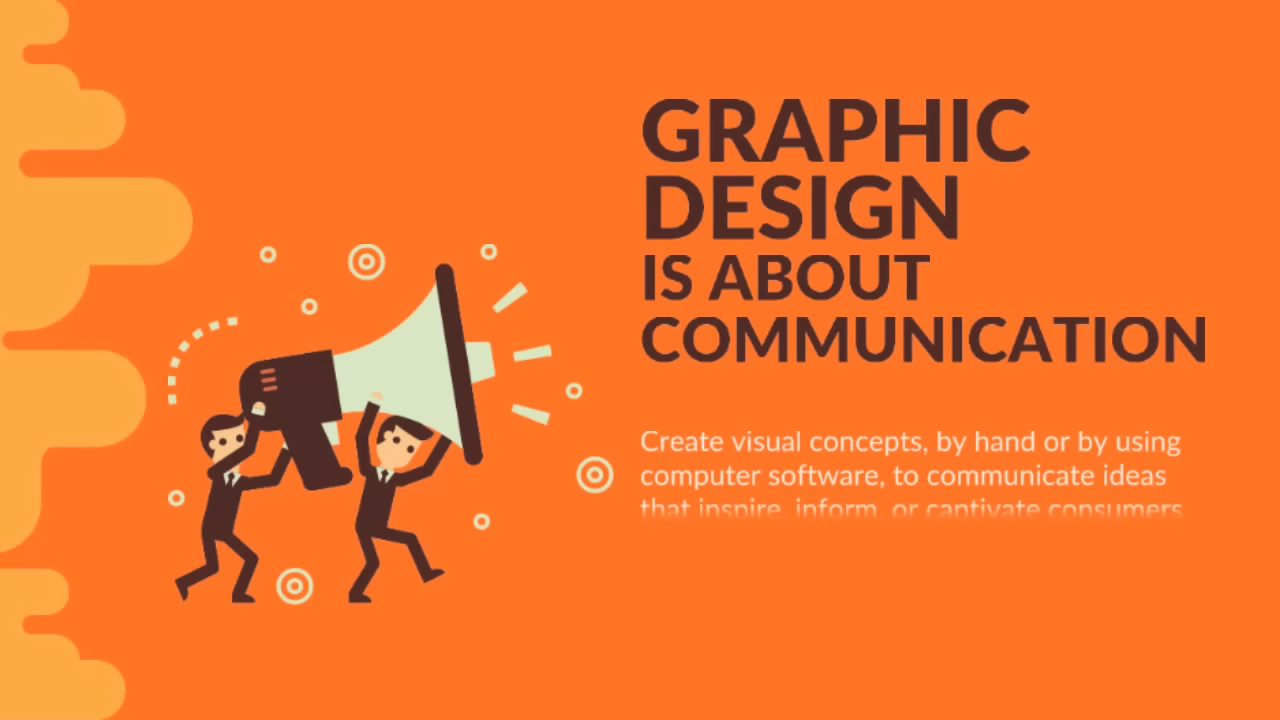 GRAPHIC
DESIGN
IS ABOUT
COMMUNICATION
Create visual concepts, by hand or by using
computer software, to communicate ideas
that inspire, inform, or captivate consumers